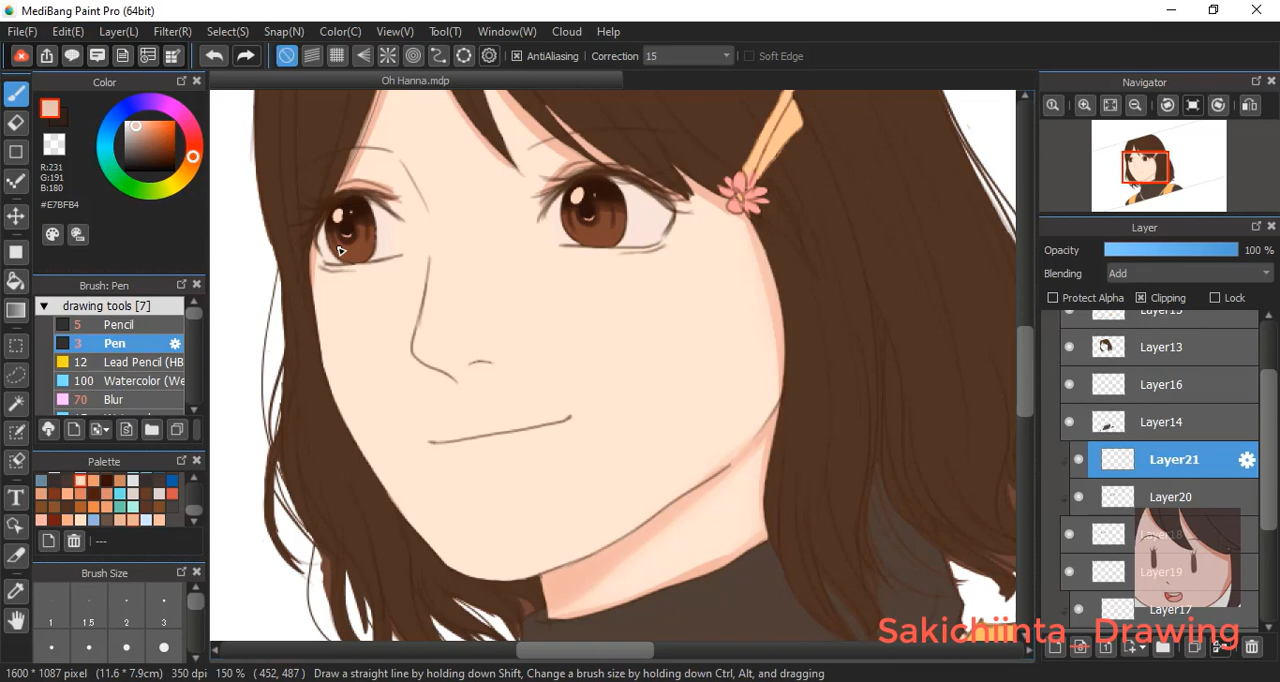 MediBang Paint Pro (64bit)
File(F) Edit(E) Layer(L) Filter(R) Select(S) Snap(N) Color(C) View(V) Tool(T) Window(W) Cloud Help
AntiAliasing Correction 15 Soft Edge
Color
Oh Hanna.mdp
Navigator
R:231
G:191
B:180
#E7BFB4
Layer
Opacity 100 %
Blending Add
Protect Alpha Clipping Lock
Brush: Pen
drawing tools [7]
5 Pencil
3 Pen
12 Lead Pencil (HB
100 Watercolor (We
70 Blur
Layer13
Layer16
Layer14
Layer21
Layer20
Layer18
Layer19
Layer17
Palette
---
Brush Size
1 1.5 2 3
T
Sakichiinta_Drawing
1600 * 1087 pixel (11.6 * 7.9cm) 350 dpi 150 % ( 452, 487 ) Draw a straight line by holding down Shift, Change a brush size by holding down Ctrl, Alt, and dragging